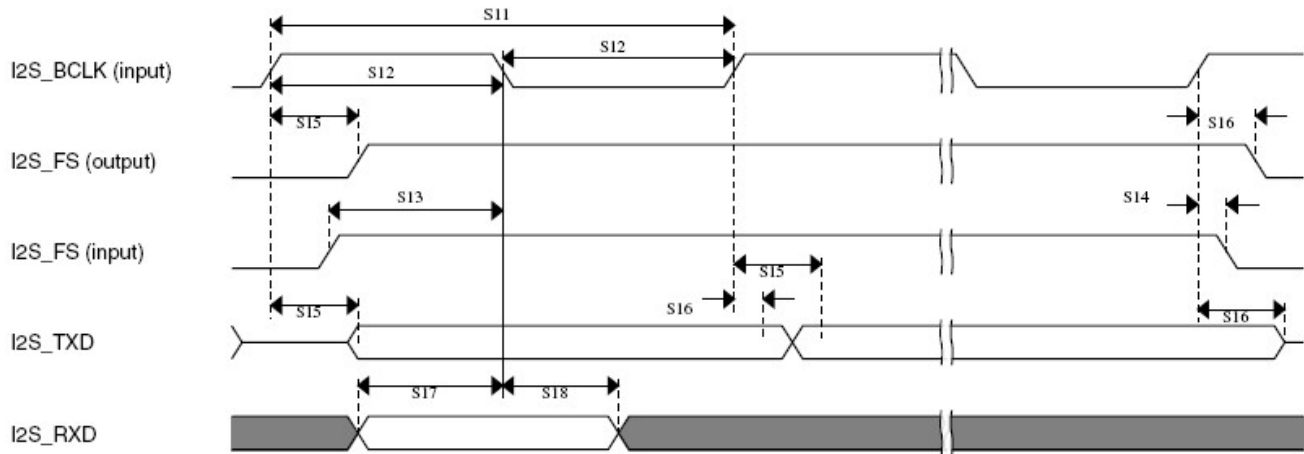 S11
I2S_BCLK (input)
S12
S12
S15
S16
I2S_FS (output)
S13
S14
I2S_FS (input)
S15
S15
S16
S16
I2S_TXD
S17
S18
I2S_RXD